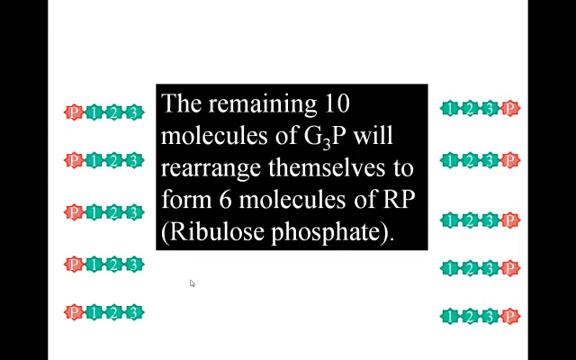 The remaining 10
molecules of G3P will
rearrange themselves to
form 6 molecules of RP
(Ribulose phosphate).
P 1 2 3
P 1 2 3
P 1 2 3
P 1 2 3
P 1 2 3
1 2 3 P
1 2 3 P
1 2 3 P
1 2 3 P
1 2 3 P